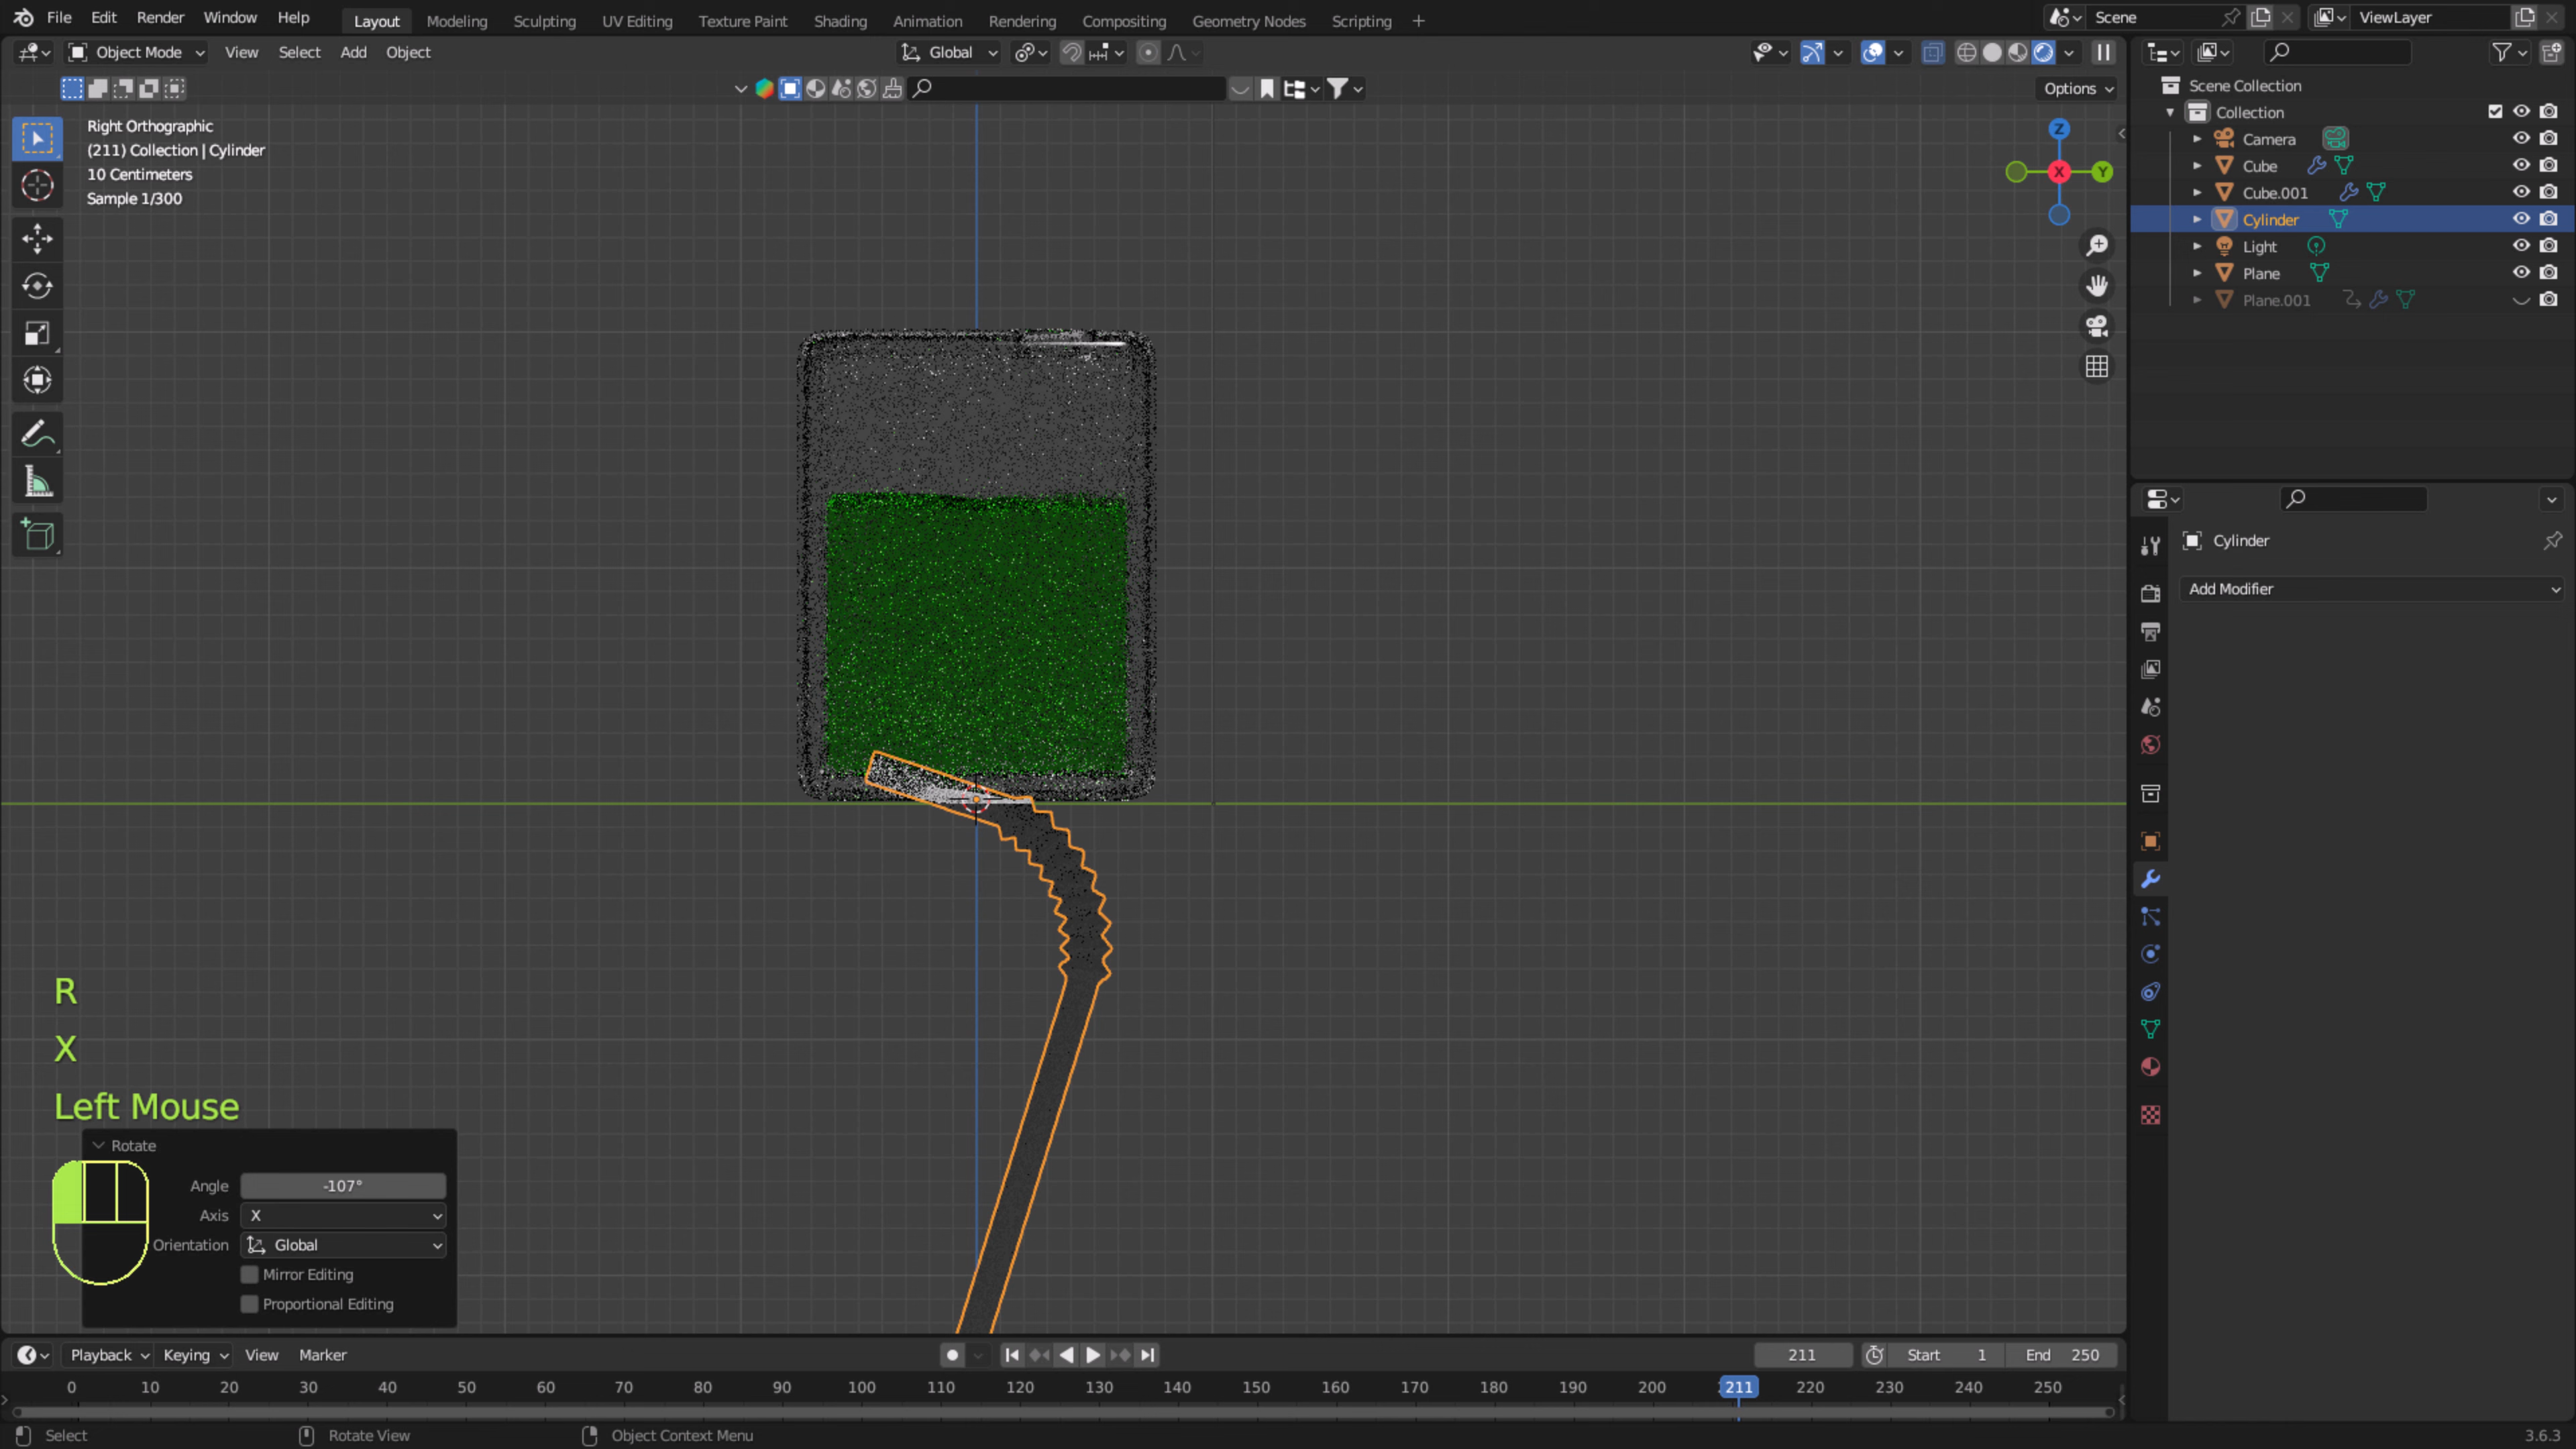 File Edit Render Window Help Layout Modeling Sculpting UV Editing Texture Paint Shading Animation Rendering Compositing Geometry Nodes Scripting + Scene ViewLayer
Object Mode View Select Add Object Global
Options
Right Orthographic
(211) Collection | Cylinder
10 Centimeters
Sample 1/300
Z
X
Y
Scene Collection
Collection
Camera
Cube
Cube.001
Cylinder
Light
Plane
Plane.001
Cylinder
Add Modifier
R
X
Left Mouse
Rotate
Angle -107°
Axis X
Orientation Global
Mirror Editing
Proportional Editing
Playback Keying View Marker 211 Start 1 End 250
0 10 20 30 40 50 60 70 80 90 100 110 120 130 140 150 160 170 180 190 200 211 220 230 240 250
Select Rotate View Object Context Menu 3.6.3